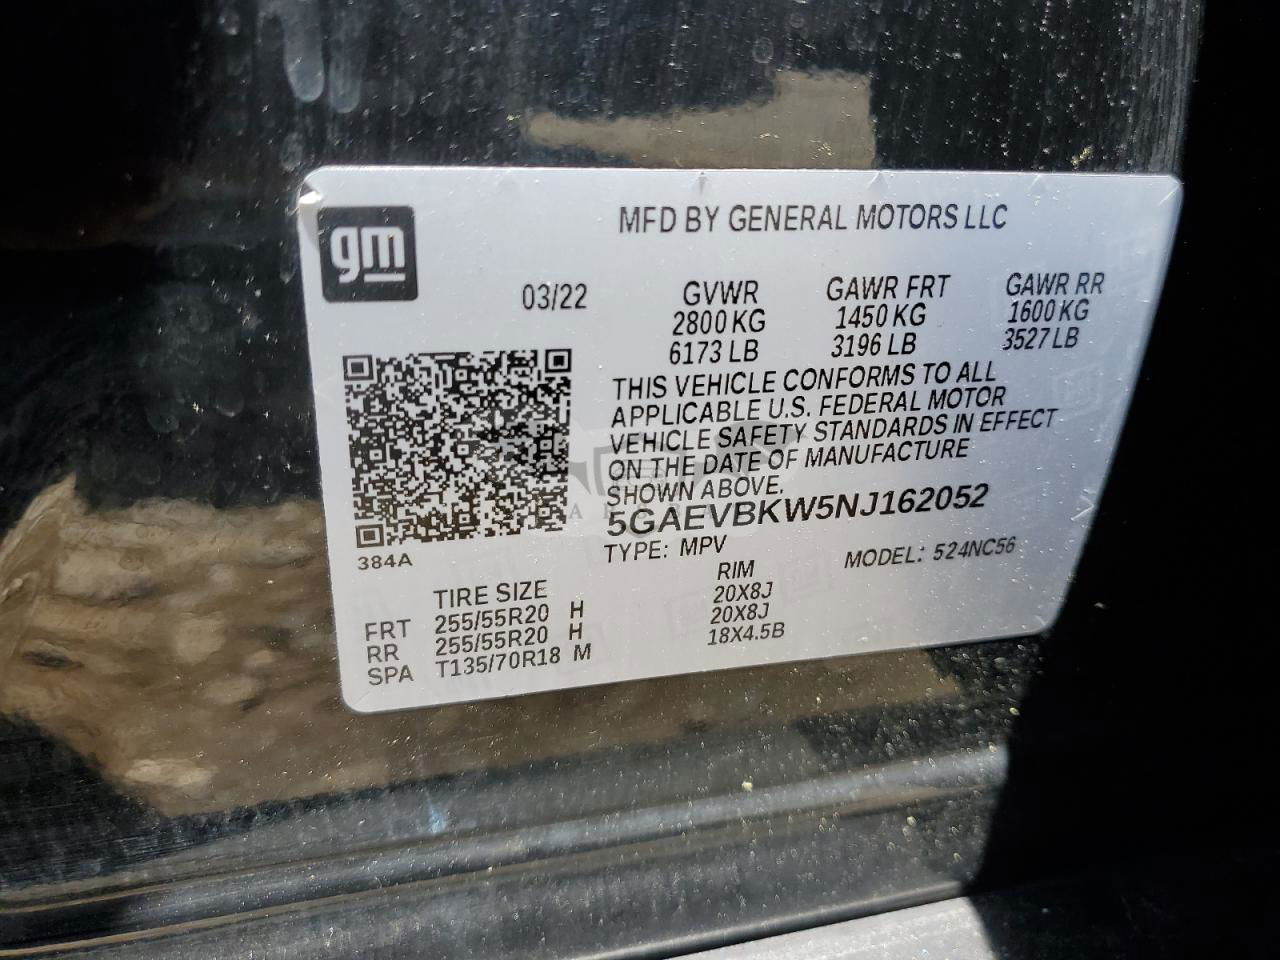 gm
MFD BY GENERAL MOTORS LLC
03/22
GVWR GAWR FRT GAWR RR
2800 KG 1450 KG 1600 KG
6173 LB 3196 LB 3527 LB
THIS VEHICLE CONFORMS TO ALL
APPLICABLE U.S. FEDERAL MOTOR
VEHICLE SAFETY STANDARDS IN EFFECT
ON THE DATE OF MANUFACTURE
SHOWN ABOVE.
5GAEVBKW5NJ162052
384A
TYPE: MPV MODEL: 524NC56
TIRE SIZE RIM
FRT 255/55R20 H 20X8J
RR 255/55R20 H 20X8J
SPA T135/70R18 M 18X4.5B